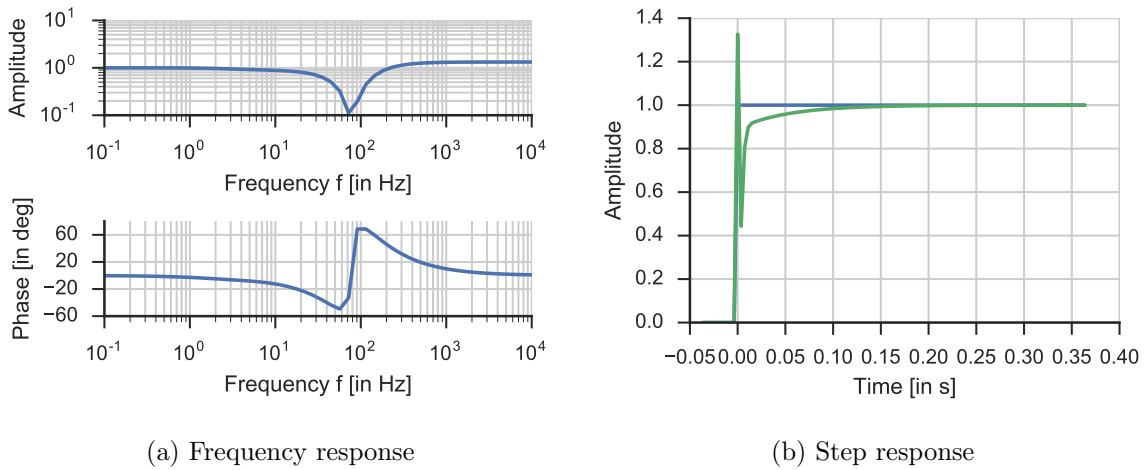 Amplitude
10^1
10^0
10^-1
10^-1 10^0 10^1 10^2 10^3 10^4
Frequency f [in Hz]
Phase [in deg]
60
20
−20
−60
10^-1 10^0 10^1 10^2 10^3 10^4
Frequency f [in Hz]
(a) Frequency response
Amplitude
1.4
1.2
1.0
0.8
0.6
0.4
0.2
0.0
−0.05 0.00 0.05 0.10 0.15 0.20 0.25 0.30 0.35 0.40
Time [in s]
(b) Step response